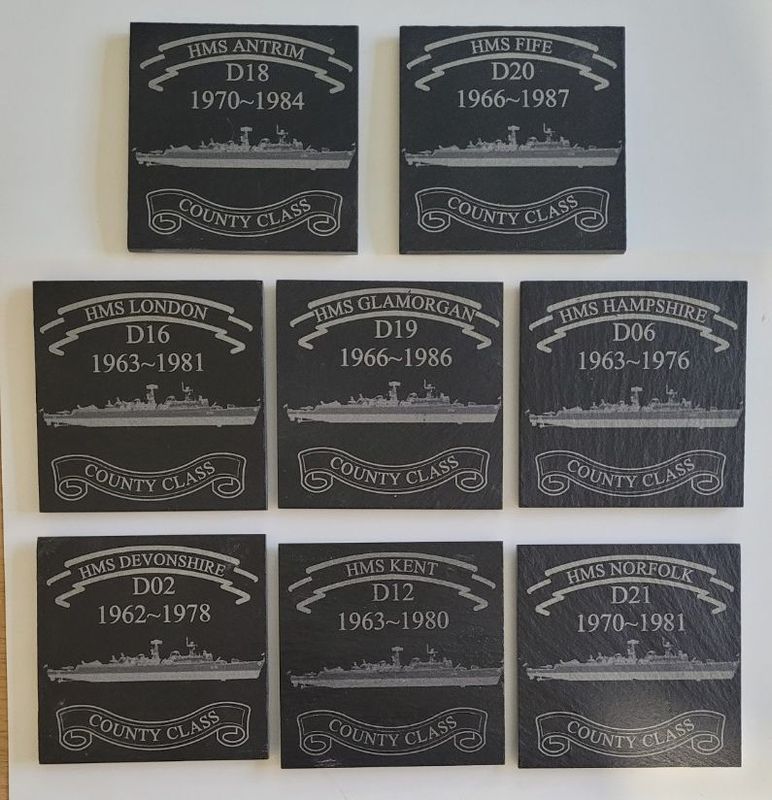 HMS ANTRIM
D18
1970~1984
COUNTY CLASS
HMS FIFE
D20
1966~1987
COUNTY CLASS
HMS LONDON
D16
1963~1981
COUNTY CLASS
HMS GLAMORGAN
D19
1966~1986
COUNTY CLASS
HMS HAMPSHIRE
D06
1963~1976
COUNTY CLASS
HMS DEVONSHIRE
D02
1962~1978
COUNTY CLASS
HMS KENT
D12
1963~1980
COUNTY CLASS
HMS NORFOLK
D21
1970~1981
COUNTY CLASS